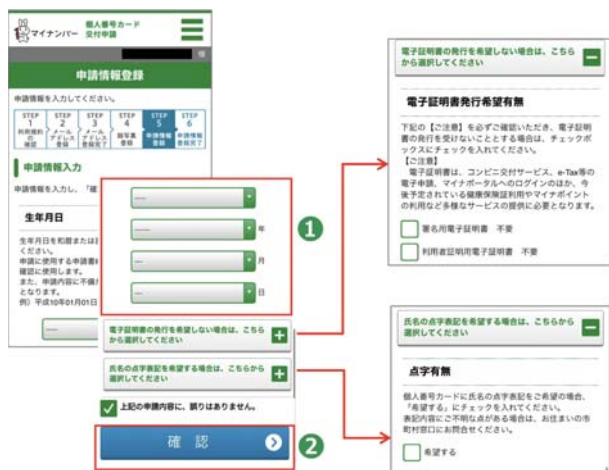 マイナンバー
個人番号カード
交付申請
様
申請情報登録
申請情報を入力してください。
STEP
1
利用規約
の
確認
STEP
2
メール
アドレス
登録
STEP
3
メール
アドレス
登録完了
STEP
4
顔写真
登録
STEP
5
申請情報
登録
STEP
6
申請情報
登録完了
申請情報入力
申請情報を入力し、「確
生年月日
生年月日を和暦または西
ください。
申請に使用する申請書
確認に使用します。
また、申請内容に不備が
となります。
例）平成10年01月01日
----
----
----
年
----
月
----
日
1
電子証明書の発行を希望しない場合は、こちら
から選択してください
氏名の点字表記を希望する場合は、こちらから
選択してください
上記の申請内容に、誤りはありません。
確 認
2
電子証明書の発行を希望しない場合は、こちら
から選択してください
電子証明書発行希望有無
下記の【ご注意】を必ずご確認いただき、電子証明
書の発行を受けないこととする場合は、チェックボ
ックスにチェックを入れてください。
【ご注意】
電子証明書は、コンビニ交付サービス、e-Tax等の
電子申請、マイナポータルへのログインのほか、今
後予定されている健康保険証利用やマイナポイント
の利用など多様なサービスの提供に必要となります。
署名用電子証明書 不要
利用者証明用電子証明書 不要
氏名の点字表記を希望する場合は、こちらから
選択してください
点字有無
個人番号カードに氏名の点字表記をご希望の場合、
「希望する」にチェックを入れてください。
表記内容にご不明な点がある場合は、お住まいの市
町村窓口にお問合せください。
希望する